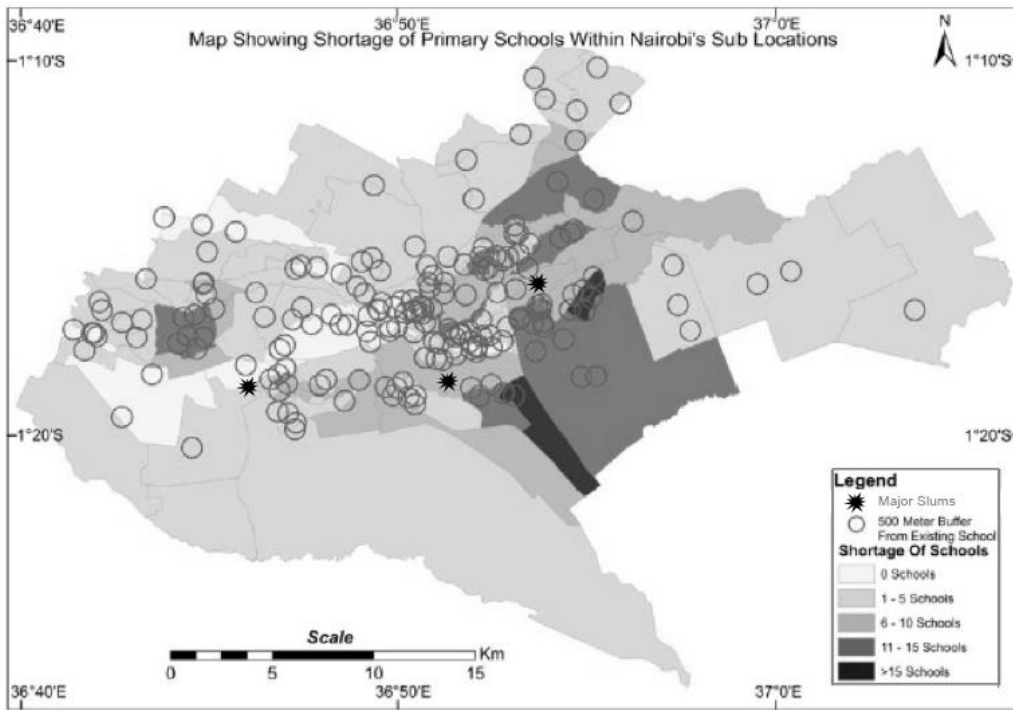 36°40'E 36°50'E 37°0'E
Map Showing Shortage of Primary Schools Within Nairobi's Sub Locations
N
1°10'S 1°10'S
1°20'S 1°20'S
Legend
Major Slums
500 Meter Buffer
From Existing School
Shortage Of Schools
0 Schools
1 - 5 Schools
6 - 10 Schools
11 - 15 Schools
>15 Schools
Scale
Km
0 5 10 15
36°40'E 36°50'E 37°0'E